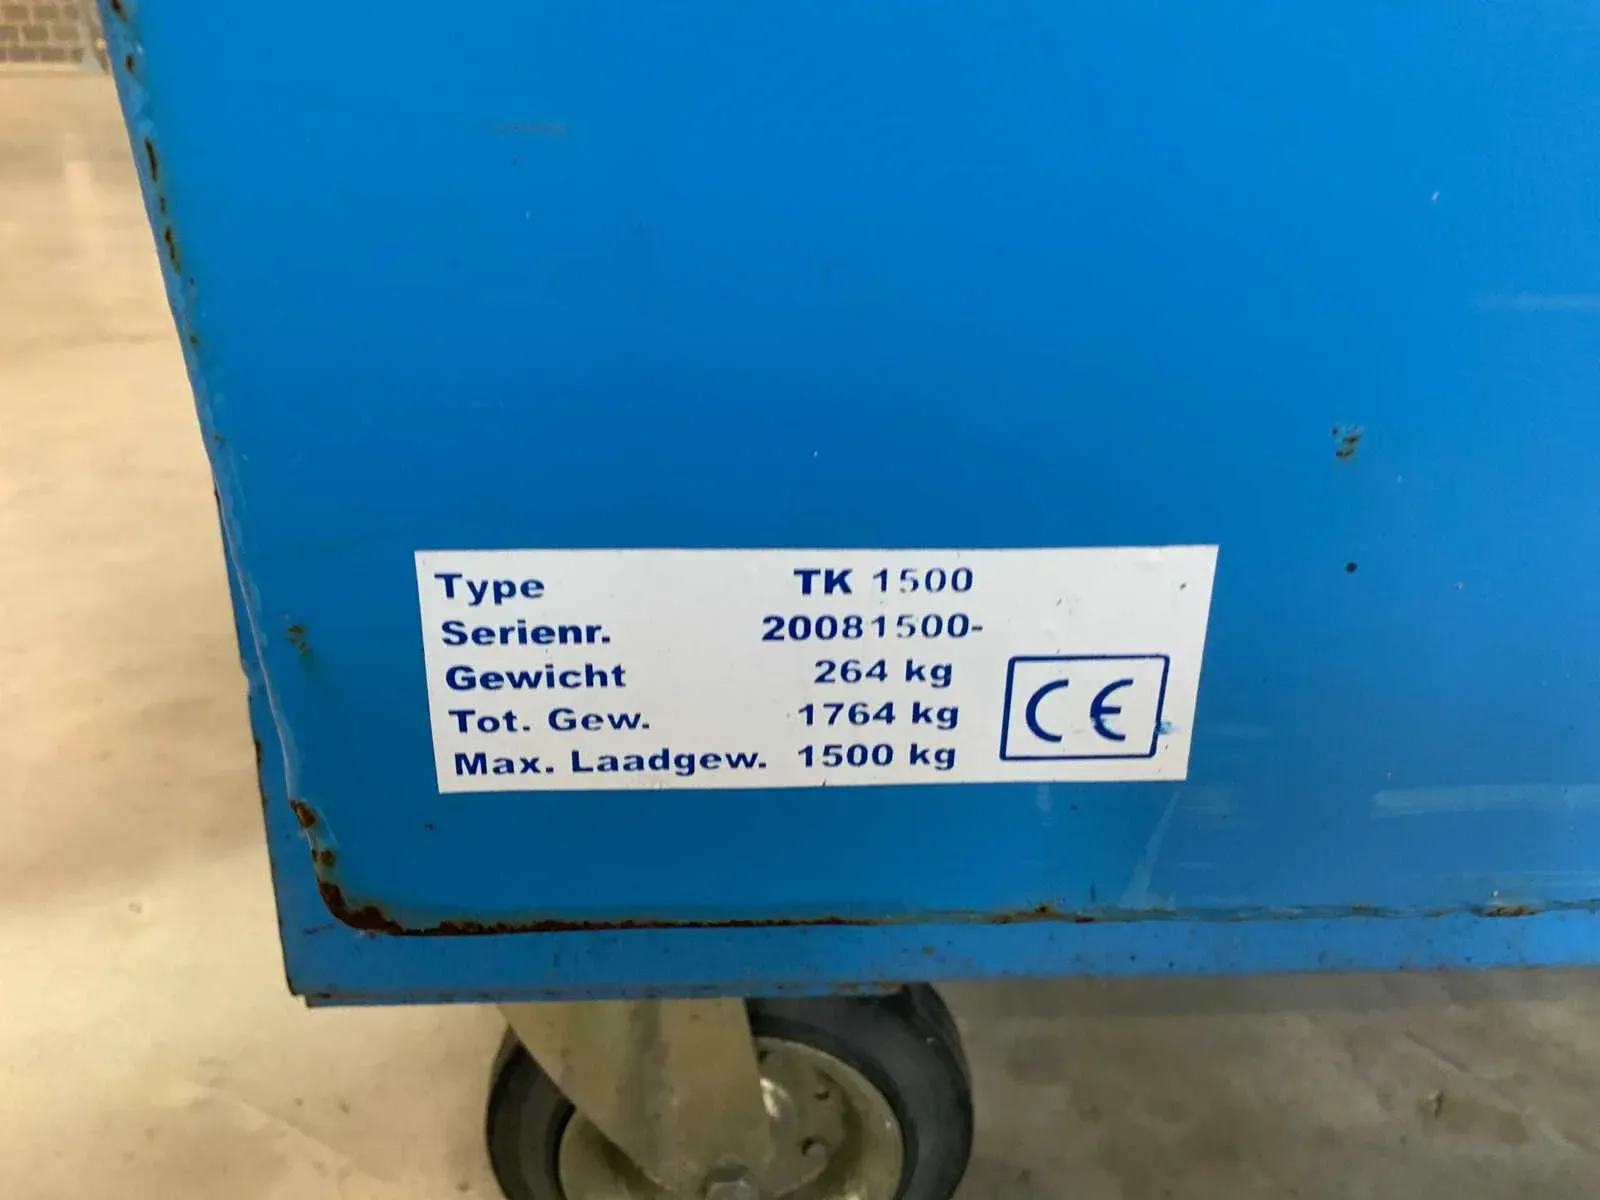 Type TK 1500
Serienr. 20081500-
Gewicht 264 kg
Tot. Gew. 1764 kg
Max. Laadgew. 1500 kg
CE